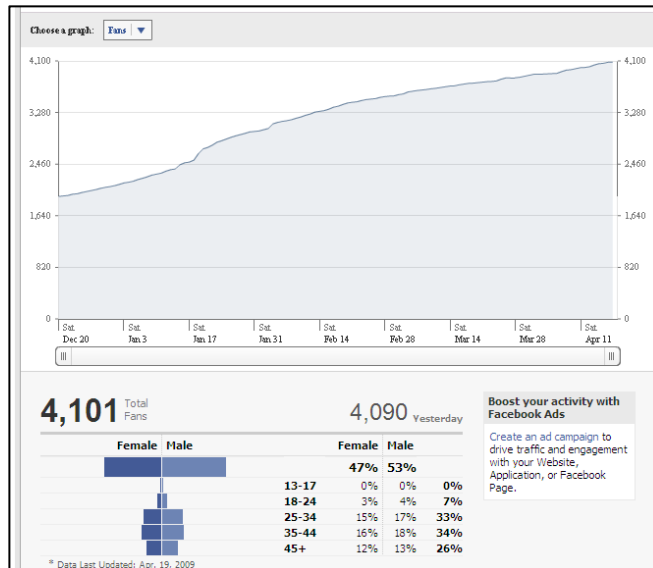 Choose a graph: Fans
4,100 4,100
3,280 3,280
2,460 2,460
1,640 1,640
820 820
0 0
Sat Sat Sat Sat Sat Sat Sat Sat Sat
Dec 20 Jan 3 Jan 17 Jan 31 Feb 14 Feb 28 Mar 14 Mar 28 Apr 11
4,101 Total Fans
4,090 Yesterday
Female Male Female Male
47% 53%
13-17 0% 0% 0%
18-24 3% 4% 7%
25-34 15% 17% 33%
35-44 16% 18% 34%
45+ 12% 13% 26%
* Data Last Updated: Apr. 19, 2009
Boost your activity with
Facebook Ads
Create an ad campaign to
drive traffic and engagement
with your Website,
Application, or Facebook
Page.